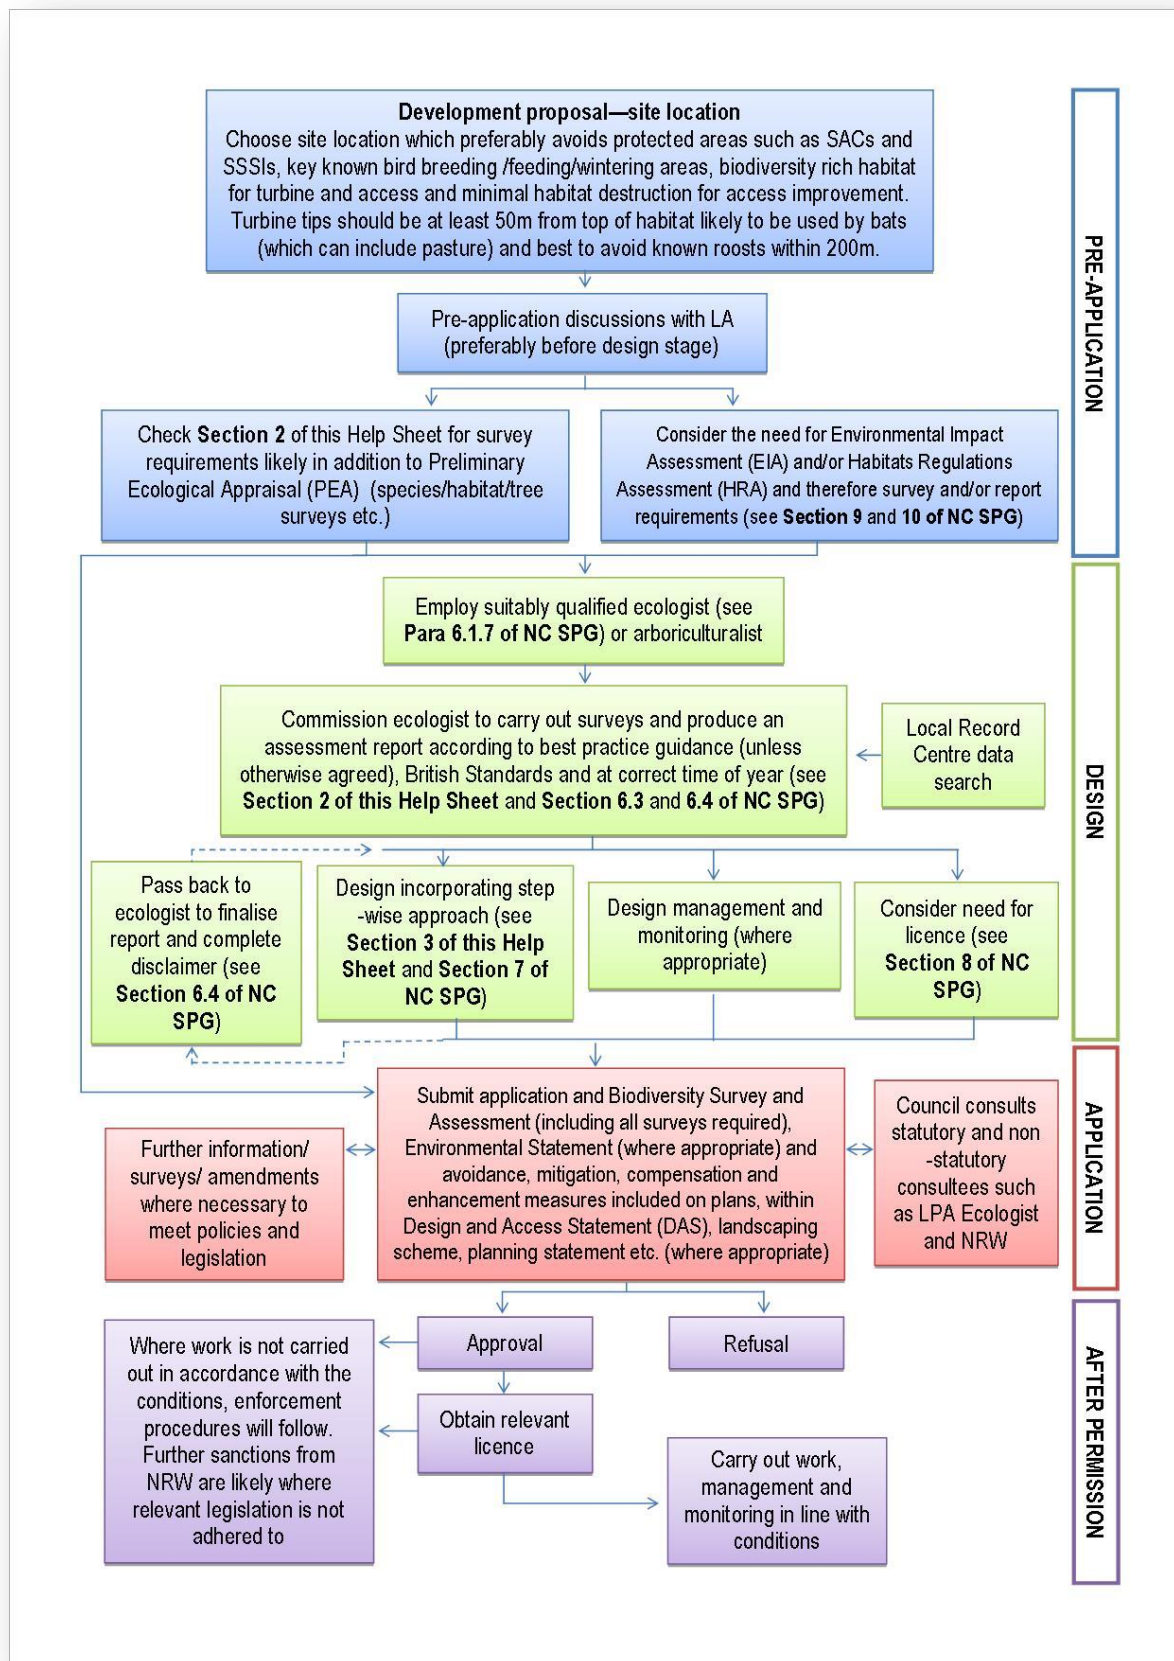 Development proposal—site location
Choose site location which preferably avoids protected areas such as SACs and
SSSIs, key known bird breeding /feeding/wintering areas, biodiversity rich habitat
for turbine and access and minimal habitat destruction for access improvement.
Turbine tips should be at least 50m from top of habitat likely to be used by bats
(which can include pasture) and best to avoid known roosts within 200m.
PRE-APPLICATION
Pre-application discussions with LA
(preferably before design stage)
Check Section 2 of this Help Sheet for survey
requirements likely in addition to Preliminary
Ecological Appraisal (PEA) (species/habitat/tree
surveys etc.)
Consider the need for Environmental Impact
Assessment (EIA) and/or Habitats Regulations
Assessment (HRA) and therefore survey and/or report
requirements (see Section 9 and 10 of NC SPG)
DESIGN
Employ suitably qualified ecologist (see
Para 6.1.7 of NC SPG) or arboriculturalist
Commission ecologist to carry out surveys and produce an
assessment report according to best practice guidance (unless
otherwise agreed), British Standards and at correct time of year (see
Section 2 of this Help Sheet and Section 6.3 and 6.4 of NC SPG)
Local Record
Centre data
search
Pass back to
ecologist to finalise
report and complete
disclaimer (see
Section 6.4 of NC
SPG)
Design incorporating step
-wise approach (see
Section 3 of this Help
Sheet and Section 7 of
NC SPG)
Design management and
monitoring (where
appropriate)
Consider need for
licence (see
Section 8 of NC
SPG)
APPLICATION
Further information/
surveys/ amendments
where necessary to
meet policies and
legislation
Submit application and Biodiversity Survey and
Assessment (including all surveys required),
Environmental Statement (where appropriate) and
avoidance, mitigation, compensation and
enhancement measures included on plans, within
Design and Access Statement (DAS), landscaping
scheme, planning statement etc. (where appropriate)
Council consults
statutory and non
-statutory
consultees such
as LPA Ecologist
and NRW
AFTER PERMISSION
Where work is not carried
out in accordance with the
conditions, enforcement
procedures will follow.
Further sanctions from
NRW are likely where
relevant legislation is not
adhered to
Approval
Refusal
Obtain relevant
licence
Carry out work,
management and
monitoring in line with
conditions